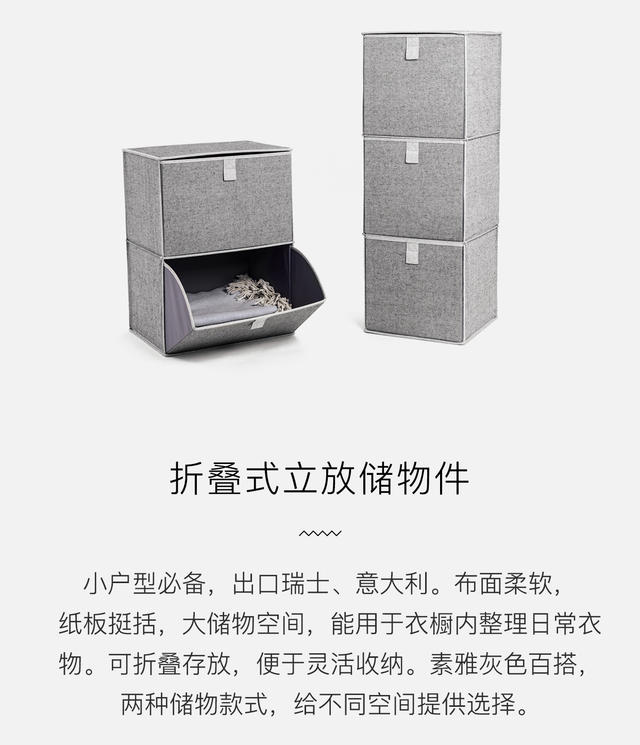 折叠式立放储物件
小户型必备，出口瑞士、意大利。布面柔软，
纸板挺括，大储物空间，能用于衣橱内整理日常衣
物。可折叠存放，便于灵活收纳。素雅灰色百搭，
两种储物款式，给不同空间提供选择。